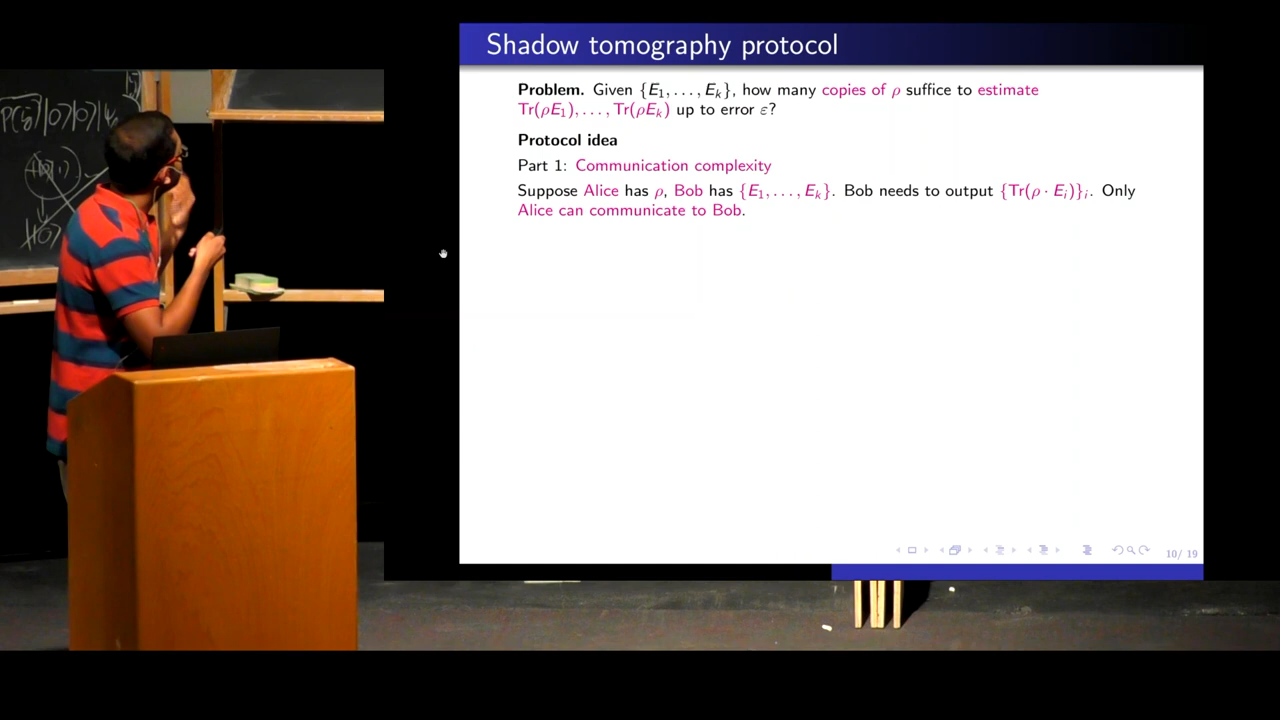 Shadow tomography protocol
Problem. Given {E₁, . . . , Eₖ}, how many copies of ρ suffice to estimate
Tr(ρE₁), . . . , Tr(ρEₖ) up to error ε?
Protocol idea
Part 1: Communication complexity
Suppose Alice has ρ, Bob has {E₁, . . . , Eₖ}. Bob needs to output {Tr(ρ · Eᵢ)}ᵢ. Only
Alice can communicate to Bob.
10/ 19